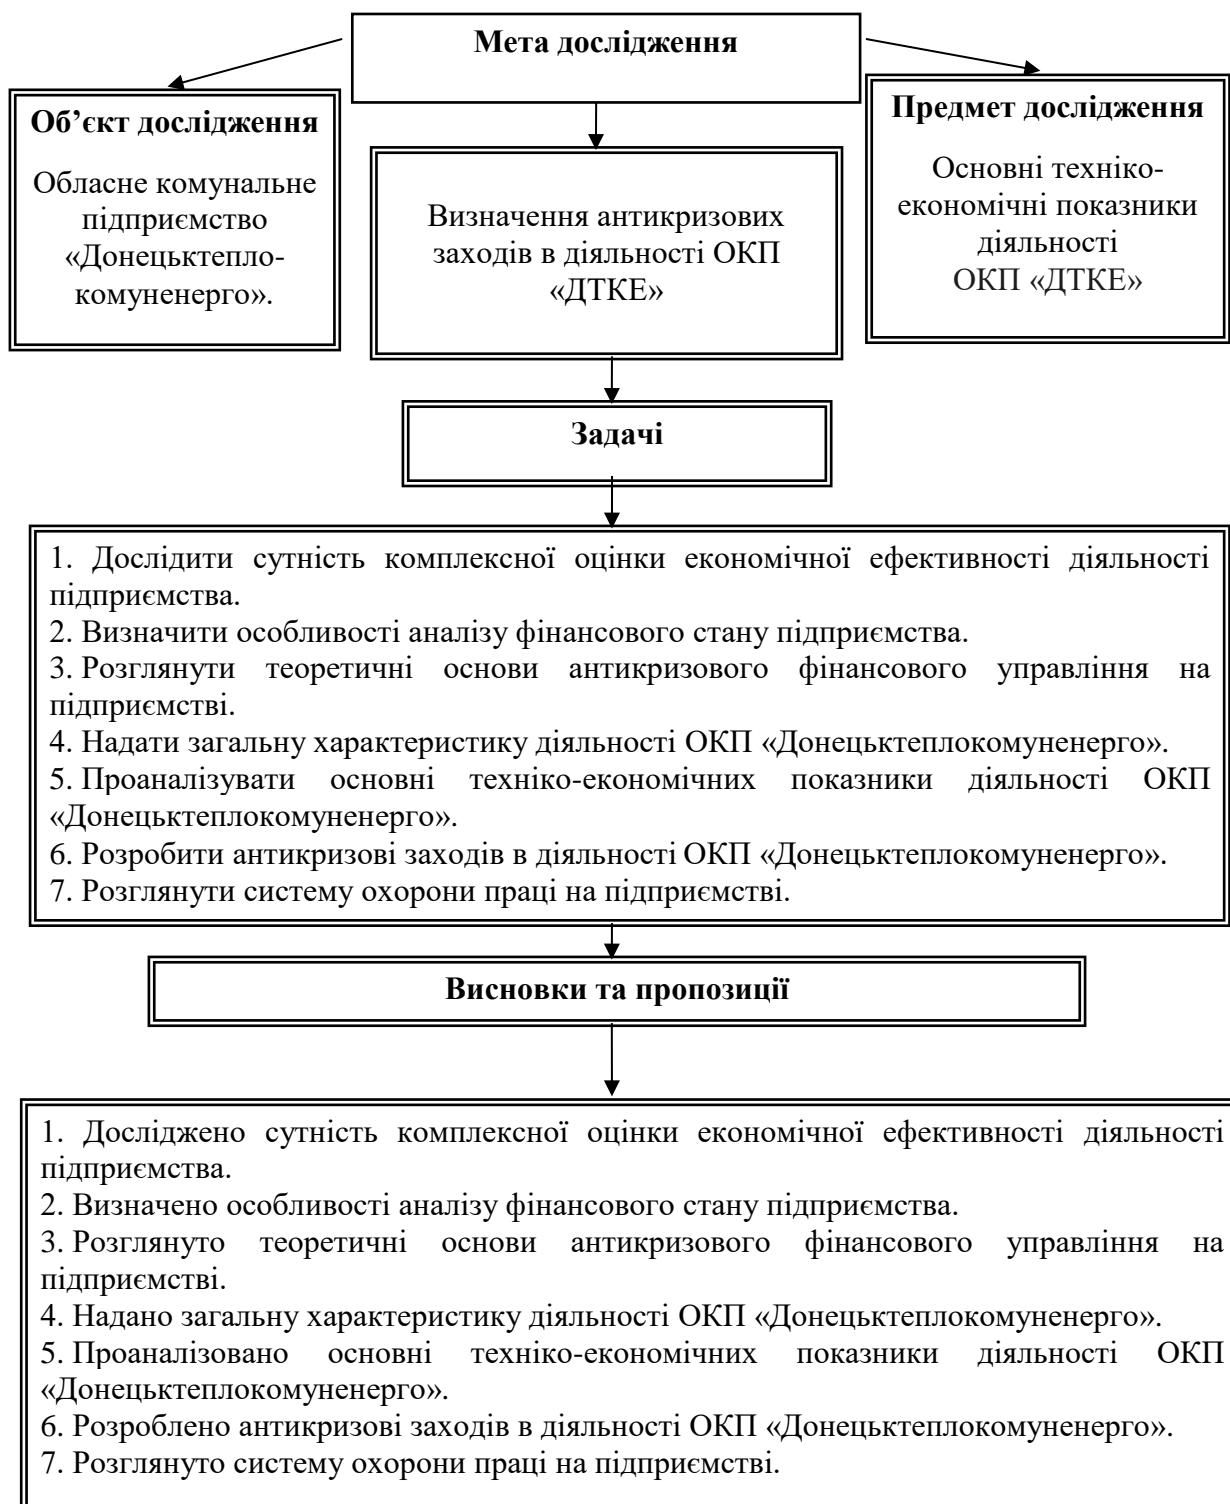 Мета дослідження
Об’єкт дослідження
Обласне комунальне
підприємство
«Донецьктепло-
комуненерго».
Визначення антикризових
заходів в діяльності ОКП
«ДТКЕ»
Предмет дослідження
Основні техніко-
економічні показники
діяльності
ОКП «ДТКЕ»
Задачі
1. Дослідити сутність комплексної оцінки економічної ефективності діяльності
підприємства.
2. Визначити особливості аналізу фінансового стану підприємства.
3. Розглянути теоретичні основи антикризового фінансового управління на
підприємстві.
4. Надати загальну характеристику діяльності ОКП «Донецьктеплокомуненерго».
5. Проаналізувати основні техніко-економічних показники діяльності ОКП
«Донецьктеплокомуненерго».
6. Розробити антикризові заходів в діяльності ОКП «Донецьктеплокомуненерго».
7. Розглянути систему охорони праці на підприємстві.
Висновки та пропозиції
1. Досліджено сутність комплексної оцінки економічної ефективності діяльності
підприємства.
2. Визначено особливості аналізу фінансового стану підприємства.
3. Розглянуто теоретичні основи антикризового фінансового управління на
підприємстві.
4. Надано загальну характеристику діяльності ОКП «Донецьктеплокомуненерго».
5. Проаналізовано основні техніко-економічних показники діяльності ОКП
«Донецьктеплокомуненерго».
6. Розроблено антикризові заходів в діяльності ОКП «Донецьктеплокомуненерго».
7. Розглянуто систему охорони праці на підприємстві.